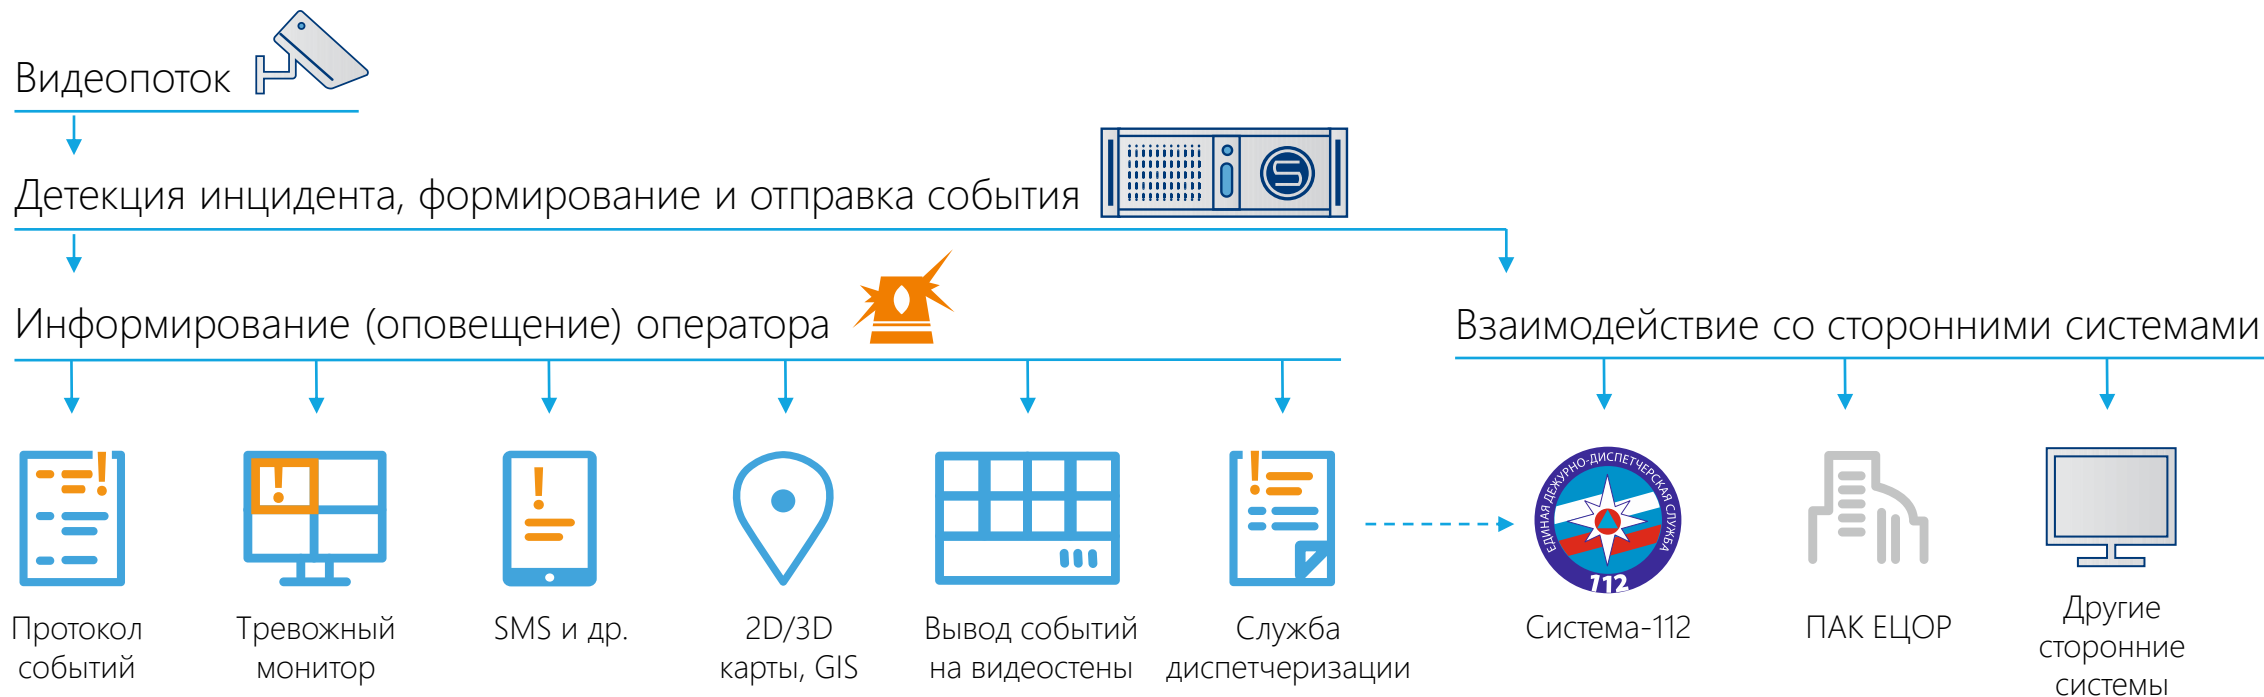 Видеопоток
Детекция инцидента, формирование и отправка события
Информирование (оповещение) оператора
Взаимодействие со сторонними системами
ЕДИНАЯ ДЕЖУРНО-ДИСПЕТЧЕРСКАЯ СЛУЖБА
112
Протокол
событий
Тревожный
монитор
SMS и др.
2D/3D
карты, GIS
Вывод событий
на видеостены
Служба
диспетчеризации
Система-112
ПАК ЕЦОР
Другие
сторонние
системы